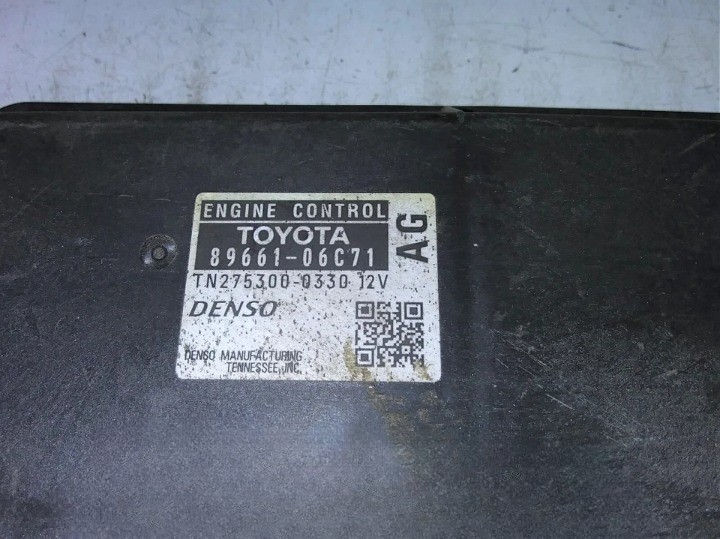 ENGINE CONTROL
TOYOTA
89661-06C71
AG
TN275300-0330 12V
DENSO
DENSO MANUFACTURING
TENNESSEE, INC.